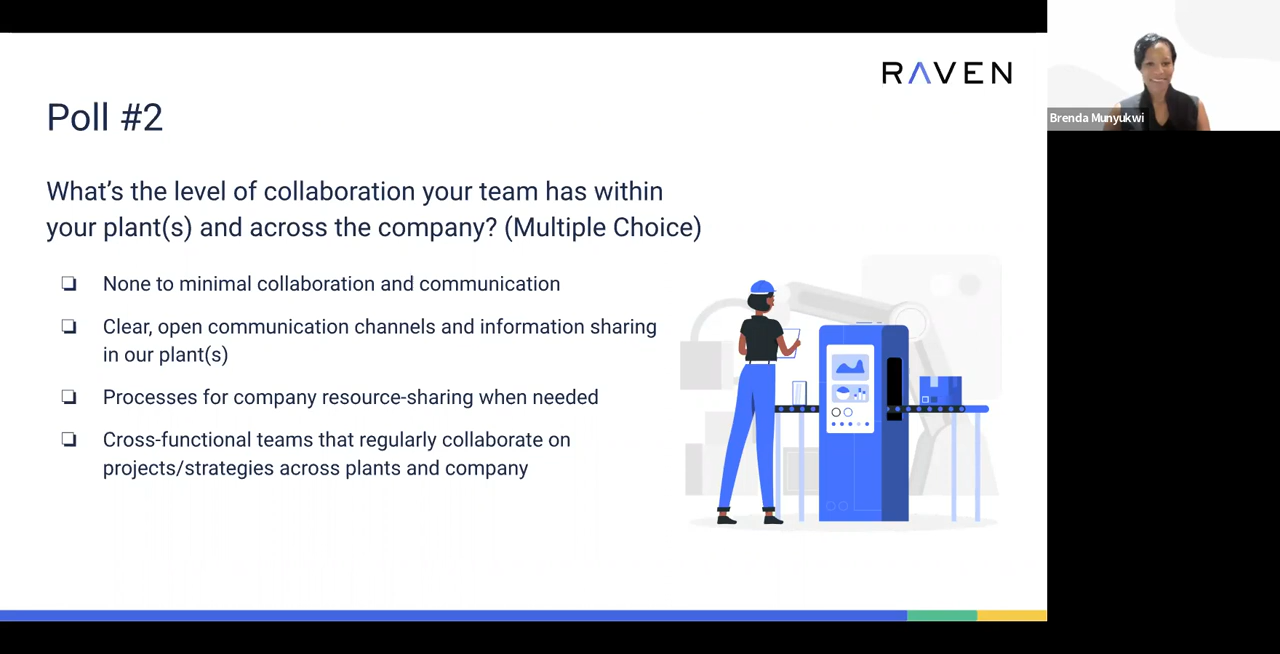 RAVEN
Poll #2
What’s the level of collaboration your team has within
your plant(s) and across the company? (Multiple Choice)
None to minimal collaboration and communication
Clear, open communication channels and information sharing
in our plant(s)
Processes for company resource-sharing when needed
Cross-functional teams that regularly collaborate on
projects/strategies across plants and company
Brenda Munyukwi